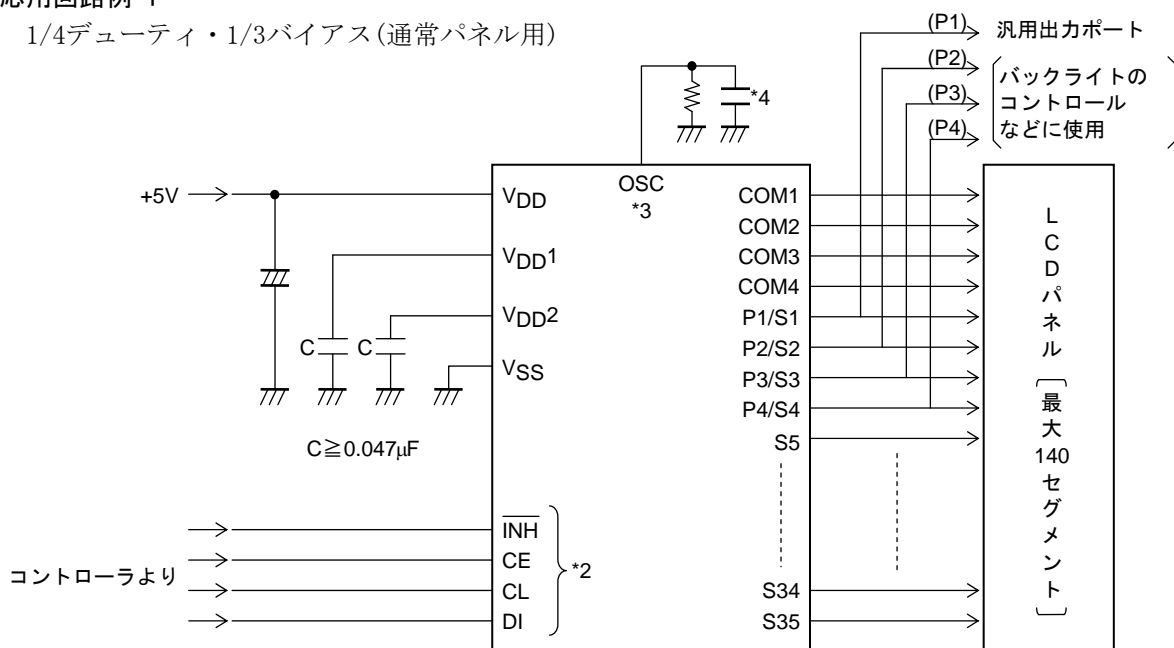 応用回路例 1
1/4デューティ・1/3バイアス(通常パネル用)
(P1)
汎用出力ポート
(P2)
(P3)
(P4)
バックライトの
コントロール
などに使用
*4
+5V
VDD
OSC
*3
COM1
COM2
VDD1
COM3
COM4
VDD2
P1/S1
P2/S2
C
C
VSS
P3/S3
P4/S4
S5
C≧0.047μF
LCDパネル〔最大140セグメント〕
INH
コントローラより
CE
*2
CL
S34
DI
S35